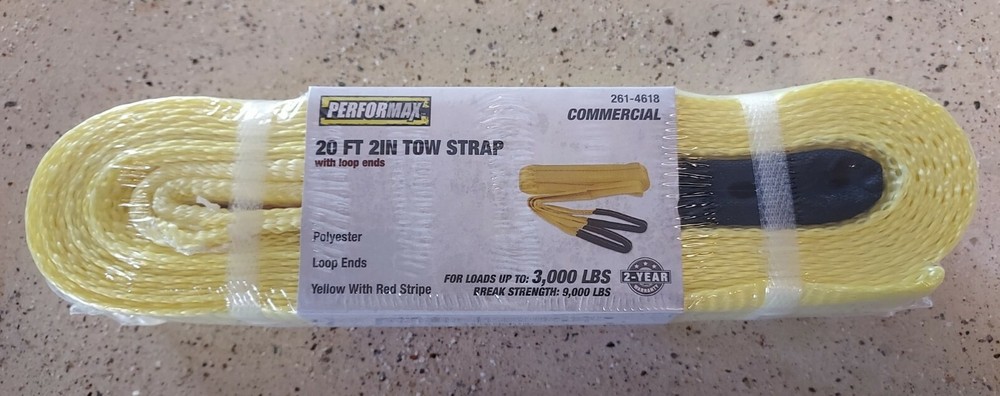 PERFORMAX
261-4618
COMMERCIAL
20 FT 2IN TOW STRAP
with loop ends
Polyester
Loop Ends
Yellow With Red Stripe
FOR LOADS UP TO: 3,000 LBS
BREAK STRENGTH: 9,000 LBS
2-YEAR
WARRANTY